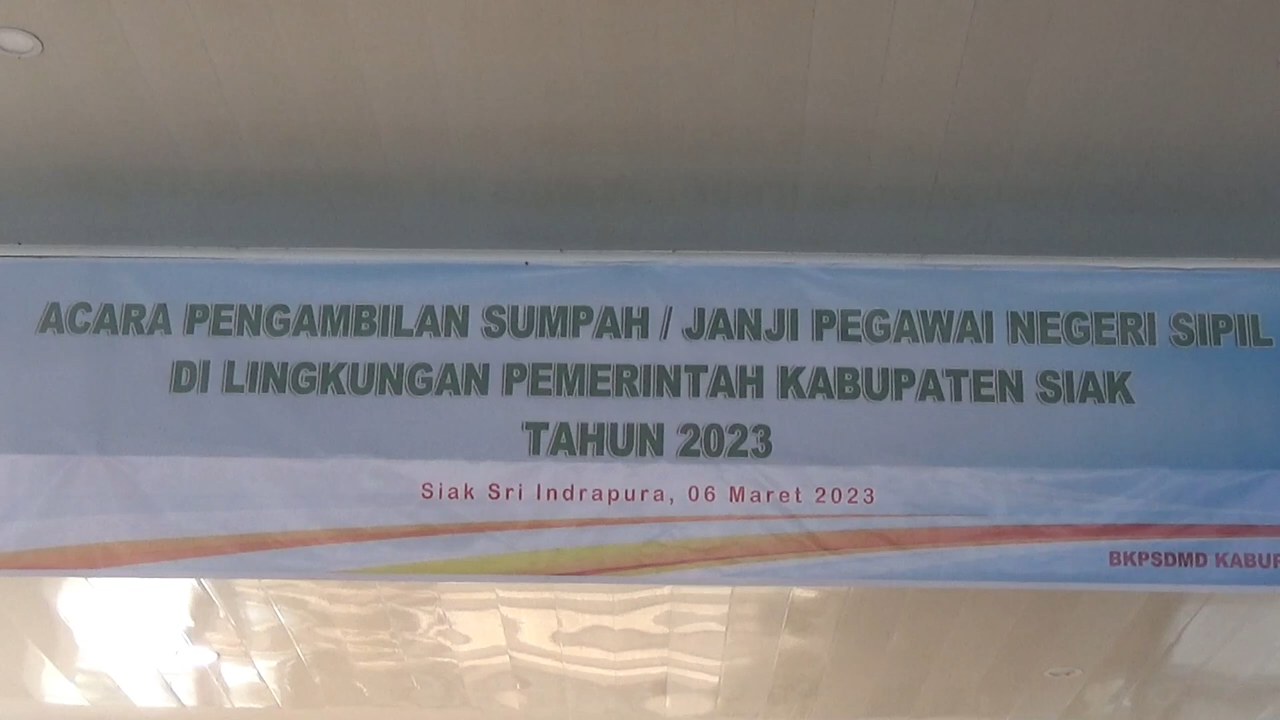 ACARA PENGAMBILAN SUMPAH / JANJI PEGAWAI NEGERI SIPIL
DI LINGKUNGAN PEMERINTAH KABUPATEN SIAK
TAHUN 2023
Siak Sri Indrapura, 06 Maret 2023
BKPSDMD